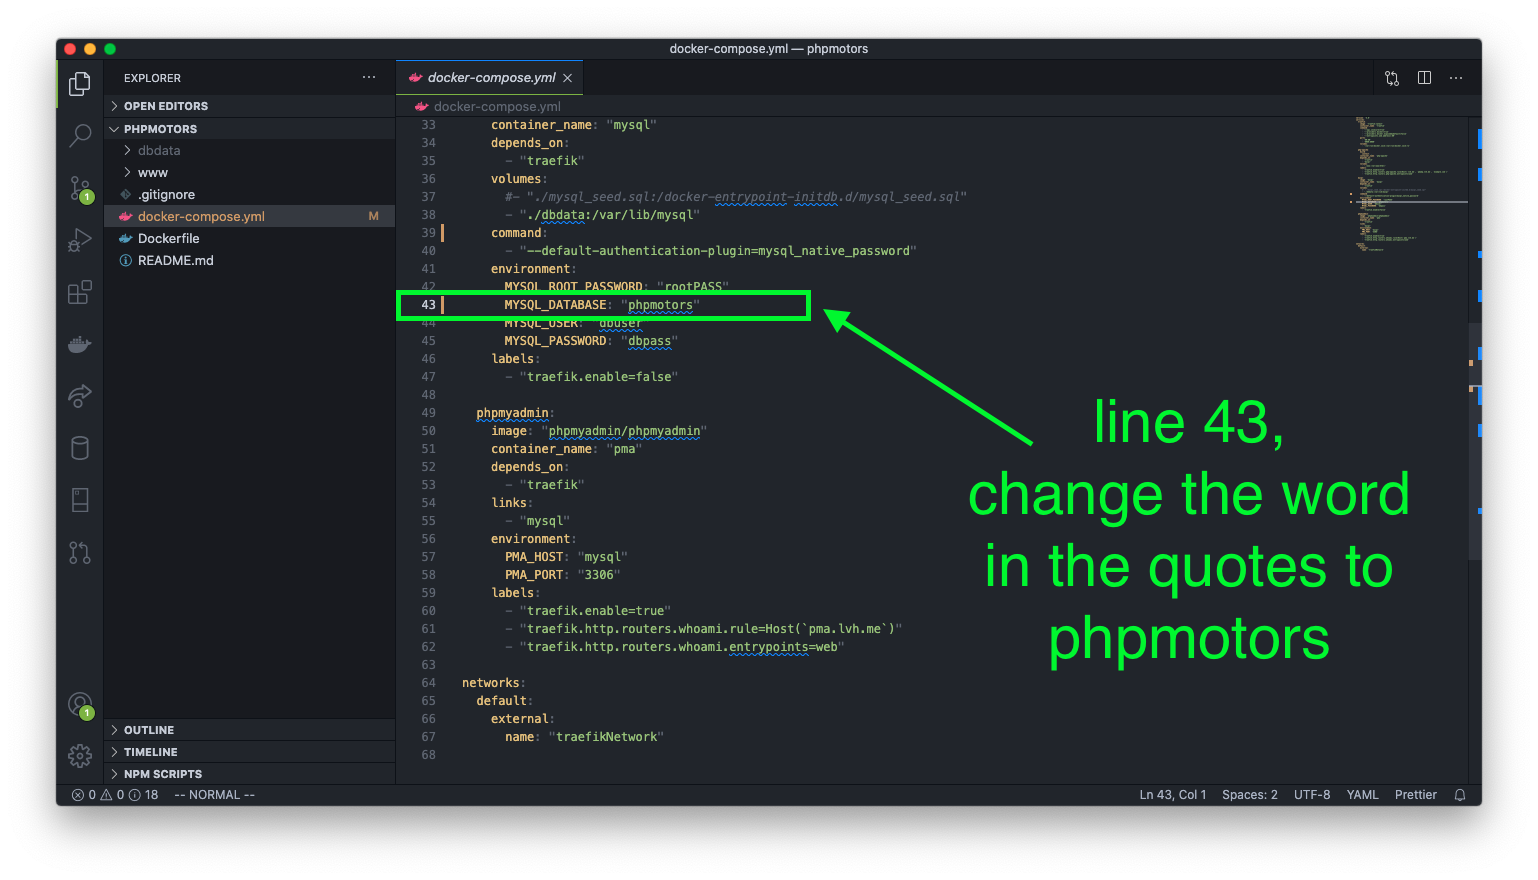 docker-compose.yml — phpmotors
EXPLORER
OPEN EDITORS
PHPMOTORS
dbdata
www
1
.gitignore
docker-compose.yml M
Dockerfile
README.md
1
OUTLINE
TIMELINE
NPM SCRIPTS
docker-compose.yml
docker-compose.yml
33 container_name: "mysql"
34 depends_on:
35 - "traefik"
36 volumes:
37 #- "./mysql_seed.sql:/docker-entrypoint-initdb.d/mysql_seed.sql"
38 - "./dbdata:/var/lib/mysql"
39 command:
40 - "--default-authentication-plugin=mysql_native_password"
41 environment:
42 MYSQL_ROOT_PASSWORD: "rootPASS"
43 MYSQL_DATABASE: "phpmotors"
44 MYSQL_USER: "dbuser"
45 MYSQL_PASSWORD: "dbpass"
46 labels:
47 - "traefik.enable=false"
48
49 phpmyadmin:
50 image: "phpmyadmin/phpmyadmin"
51 container_name: "pma"
52 depends_on:
53 - "traefik"
54 links:
55 - "mysql"
56 environment:
57 PMA_HOST: "mysql"
58 PMA_PORT: "3306"
59 labels:
60 - "traefik.enable=true"
61 - "traefik.http.routers.whoami.rule=Host(`pma.lvh.me`)"
62 - "traefik.http.routers.whoami.entrypoints=web"
63
64 networks:
65 default:
66 external:
67 name: "traefikNetwork"
68
line 43,
change the word
in the quotes to
phpmotors
0 0 18 -- NORMAL -- Ln 43, Col 1 Spaces: 2 UTF-8 YAML Prettier